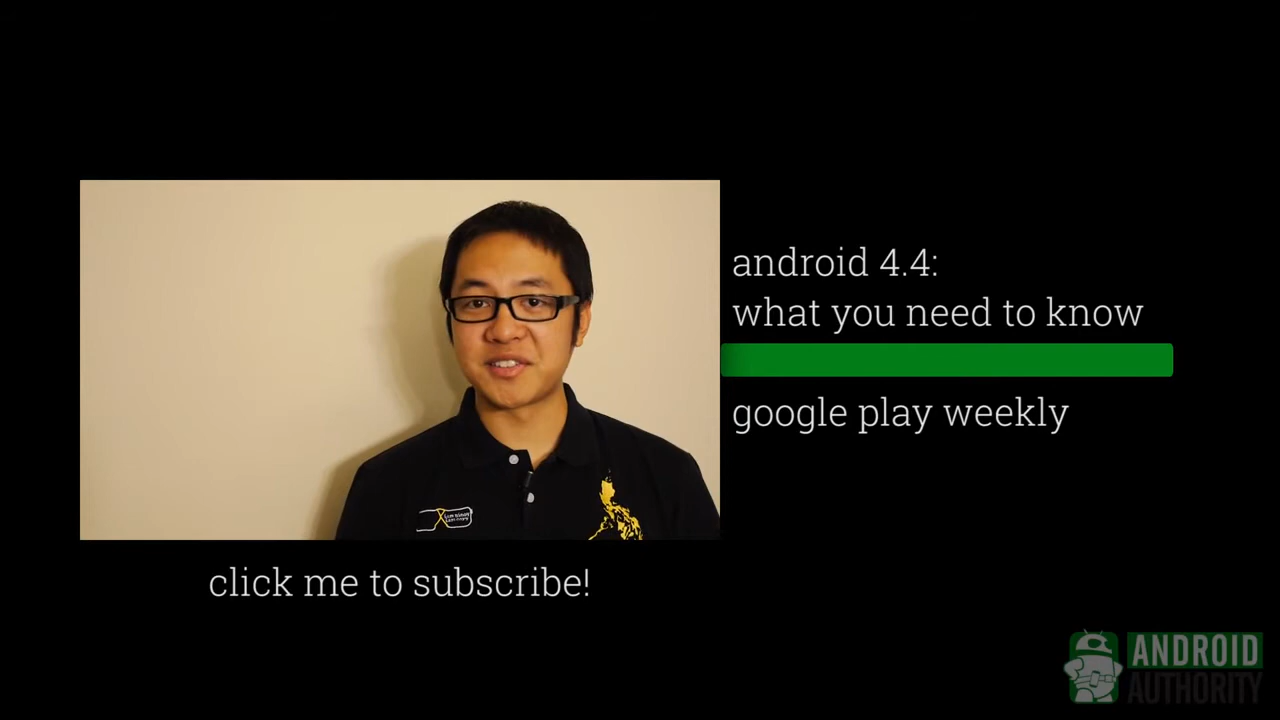 android 4.4:
what you need to know
google play weekly
click me to subscribe!
ANDROID
AUTHORITY